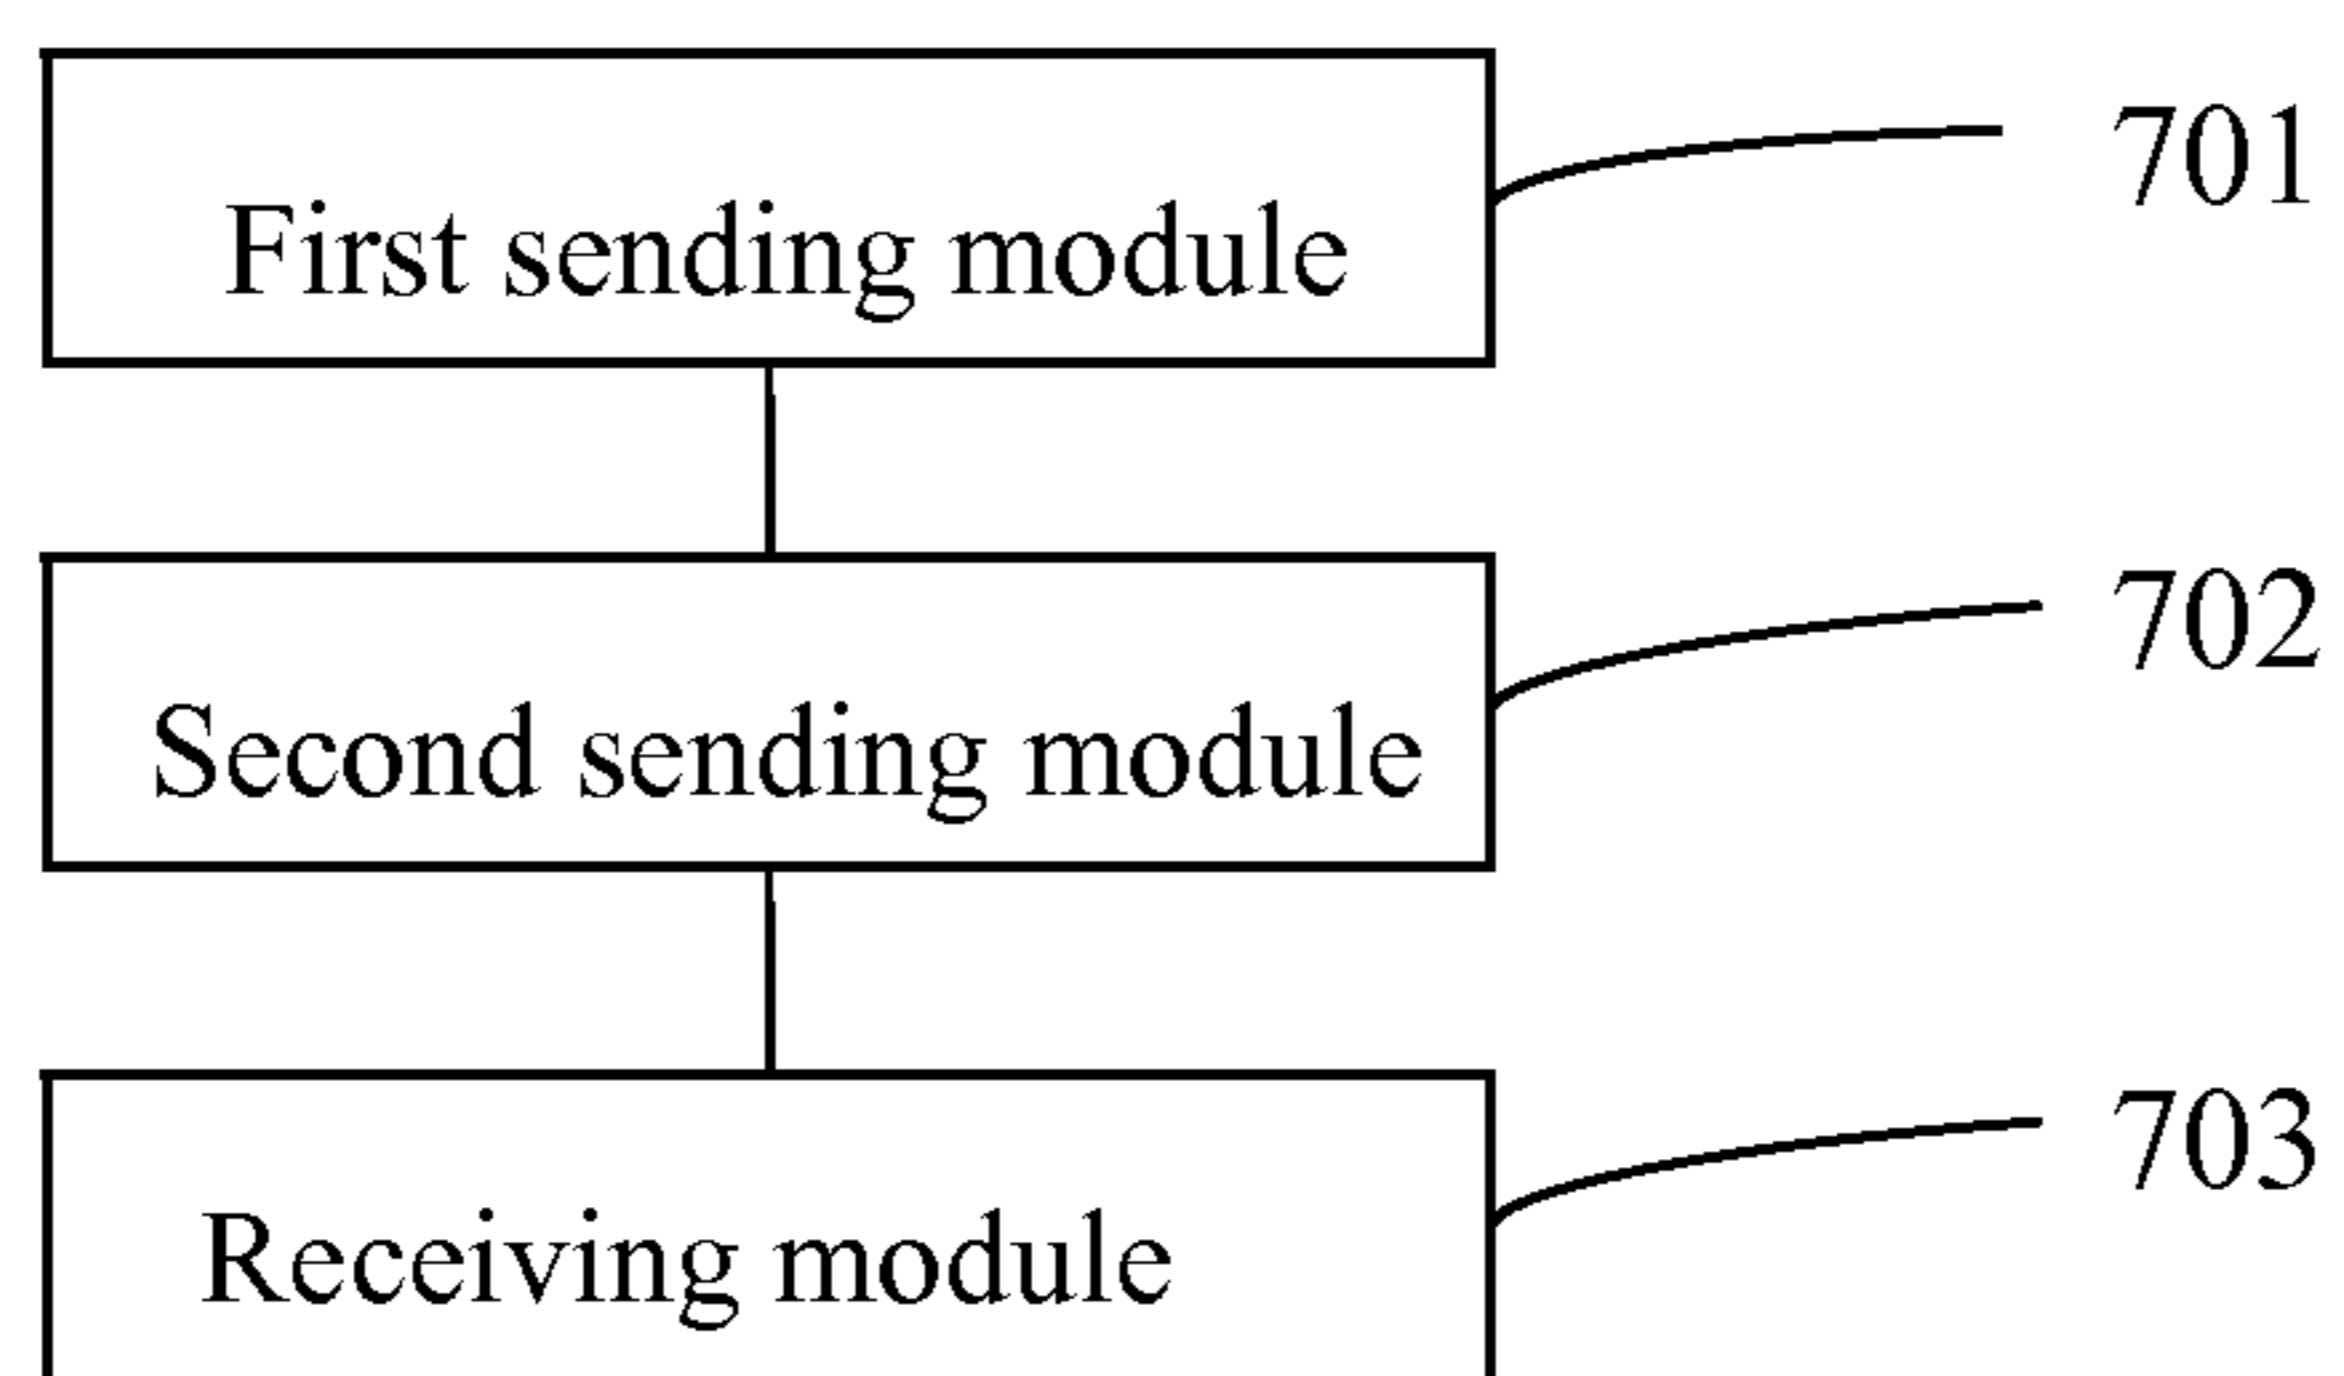 First sending module
701
Second sending module
702
Receiving module
703